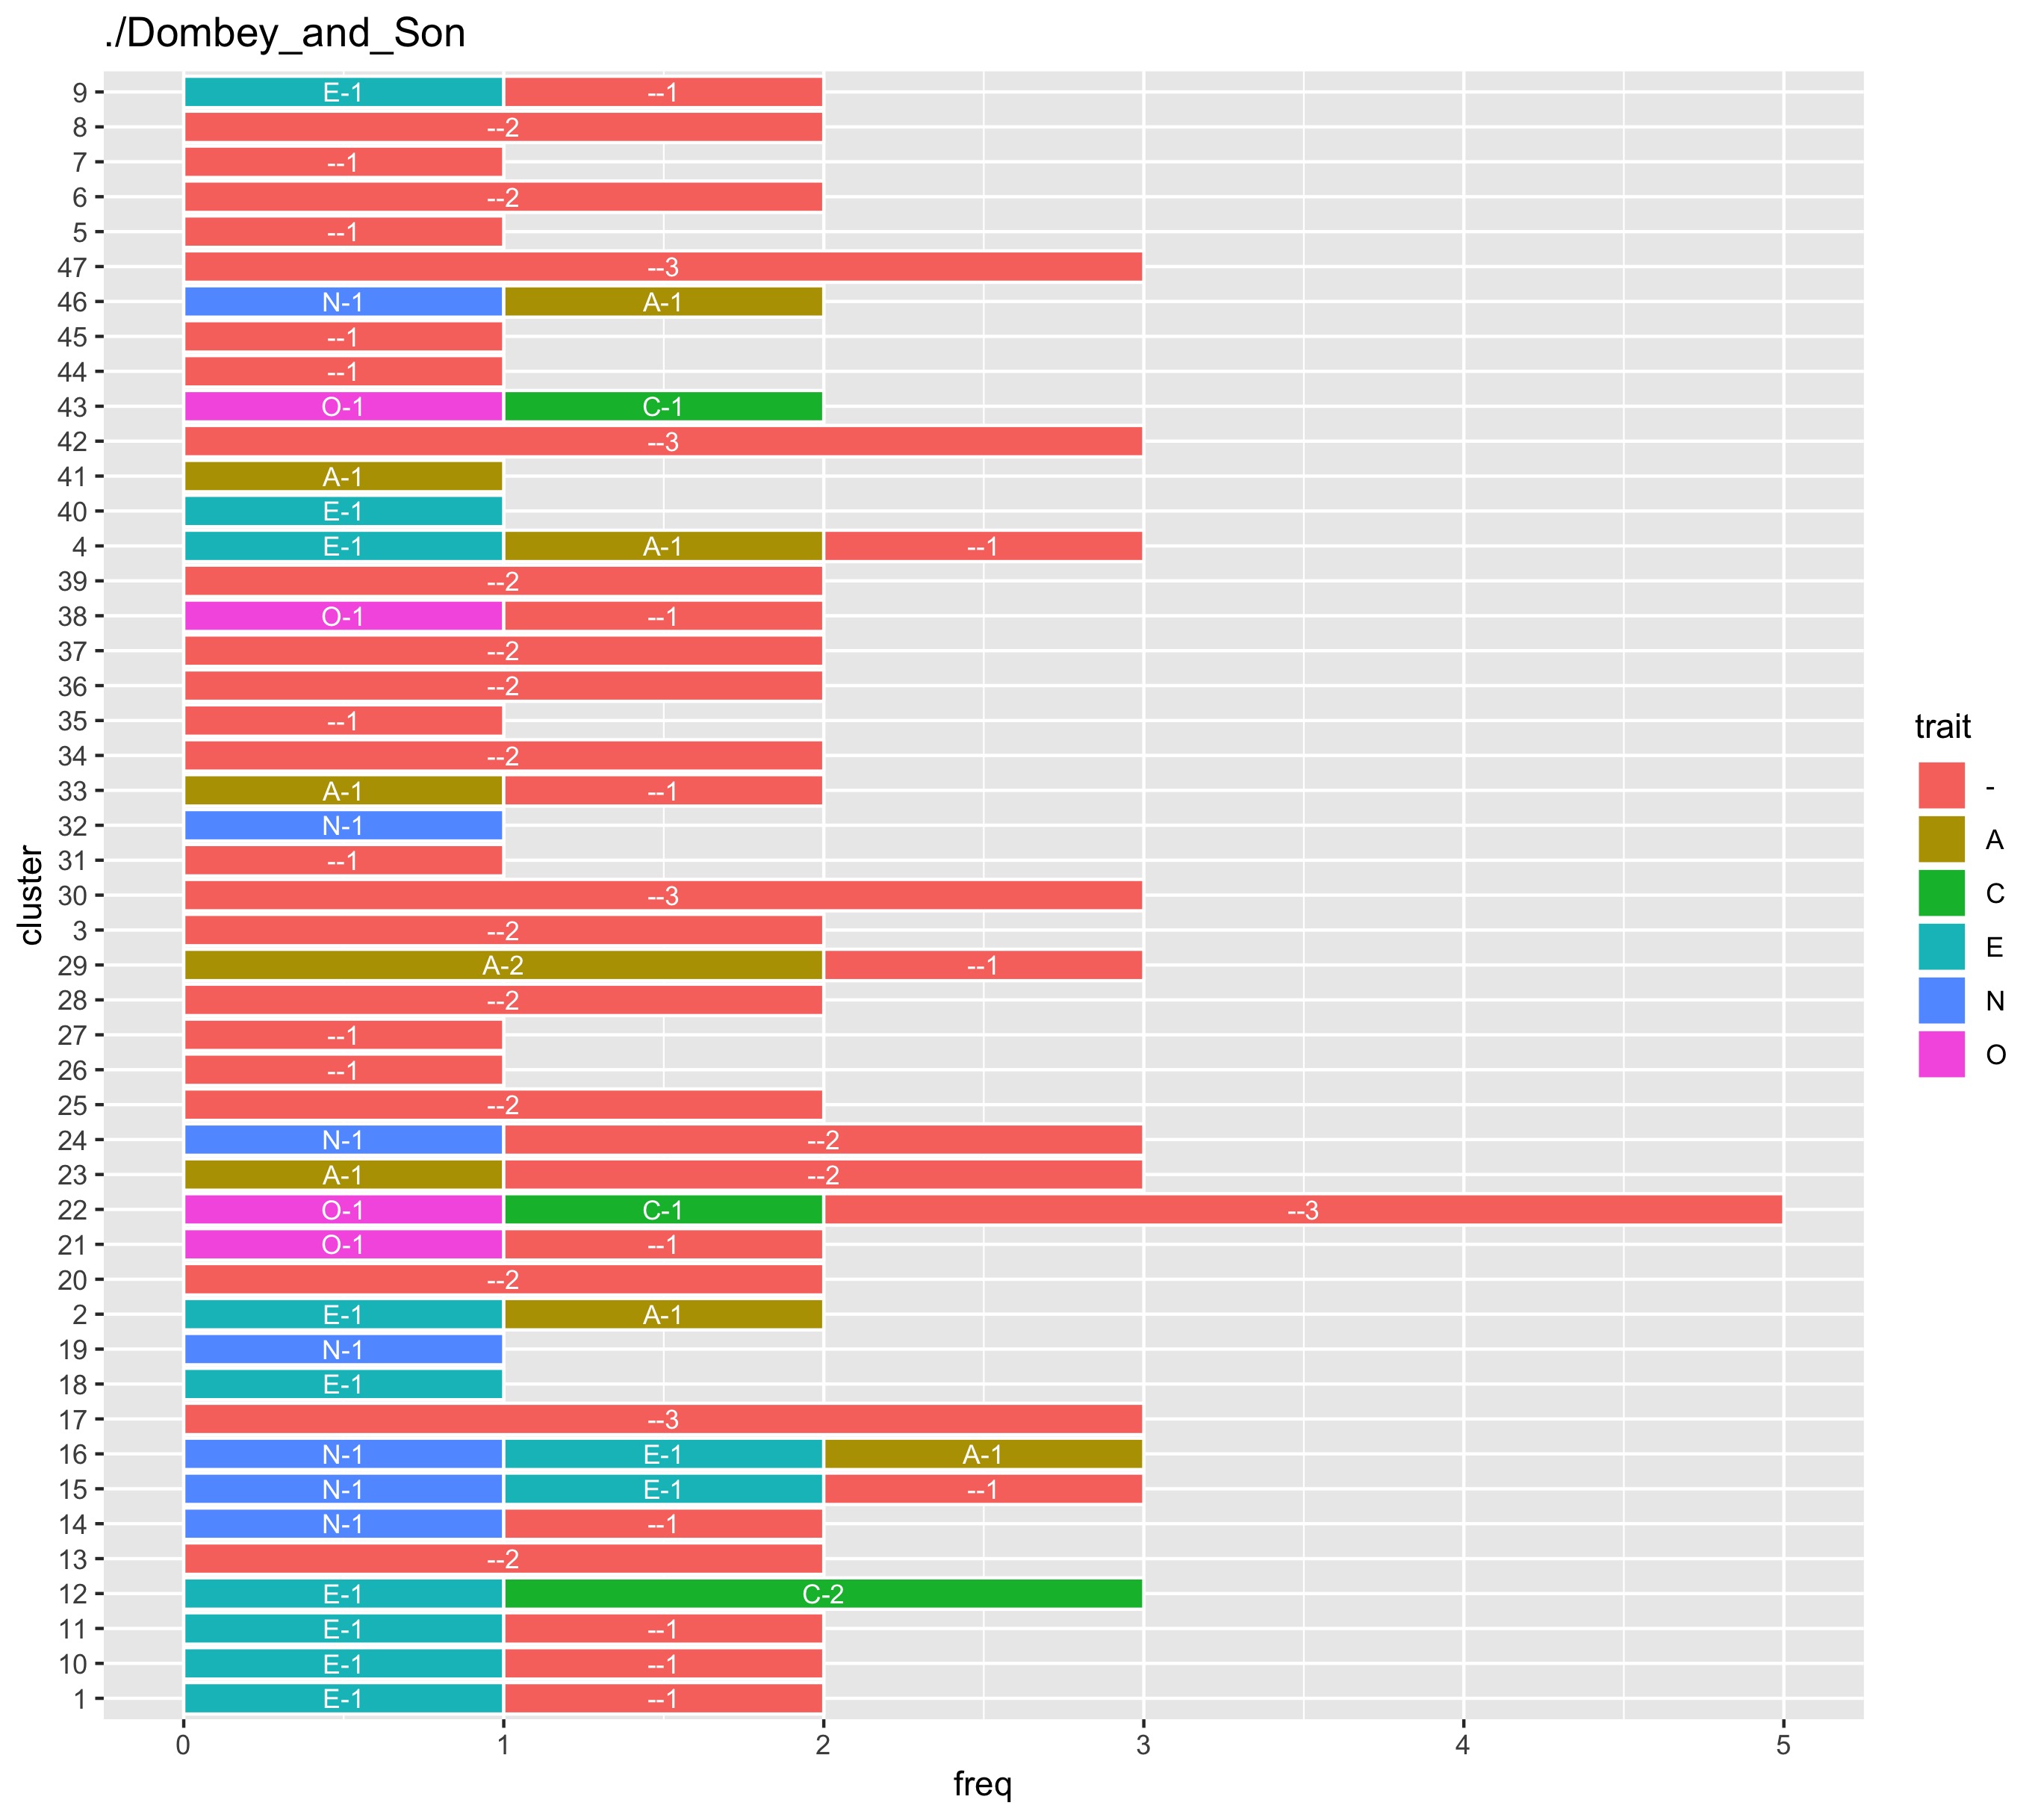 ./Dombey_and_Son
9 E-1 --1
8 --2
7 --1
6 --2
5 --1
47 --3
46 N-1 A-1
45 --1
44 --1
43 O-1 C-1
42 --3
41 A-1
40 E-1
4 E-1 A-1 --1
39 --2
38 O-1 --1
37 --2
36 --2
35 --1
34 --2
33 A-1 --1
32 N-1
31 --1
30 --3
3 --2
29 A-2 --1
28 --2
27 --1
26 --1
25 --2
24 N-1 --2
23 A-1 --2
22 O-1 C-1 --3
21 O-1 --1
20 --2
2 E-1 A-1
19 N-1
18 E-1
17 --3
16 N-1 E-1 A-1
15 N-1 E-1 --1
14 N-1 --1
13 --2
12 E-1 C-2
11 E-1 --1
10 E-1 --1
1 E-1 --1
0 1 2 3 4 5
freq
cluster
trait
-
A
C
E
N
O